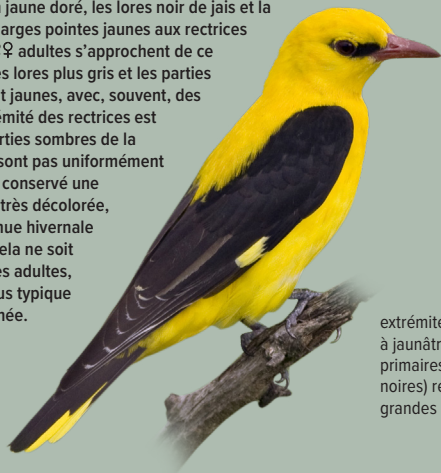 jaune doré, les lores noir de jais et la
larges pointes jaunes aux rectrices
♀ adultes s’approchent de ce
es lores plus gris et les parties
t jaunes, avec, souvent, des
émité des rectrices est
rties sombres de la
sont pas uniformément
conservé une
très décolorée,
nue hivernale
ela ne soit
es adultes,
us typique
née.
extrémité
à jaunâtr
primaires
noires) re
grandes